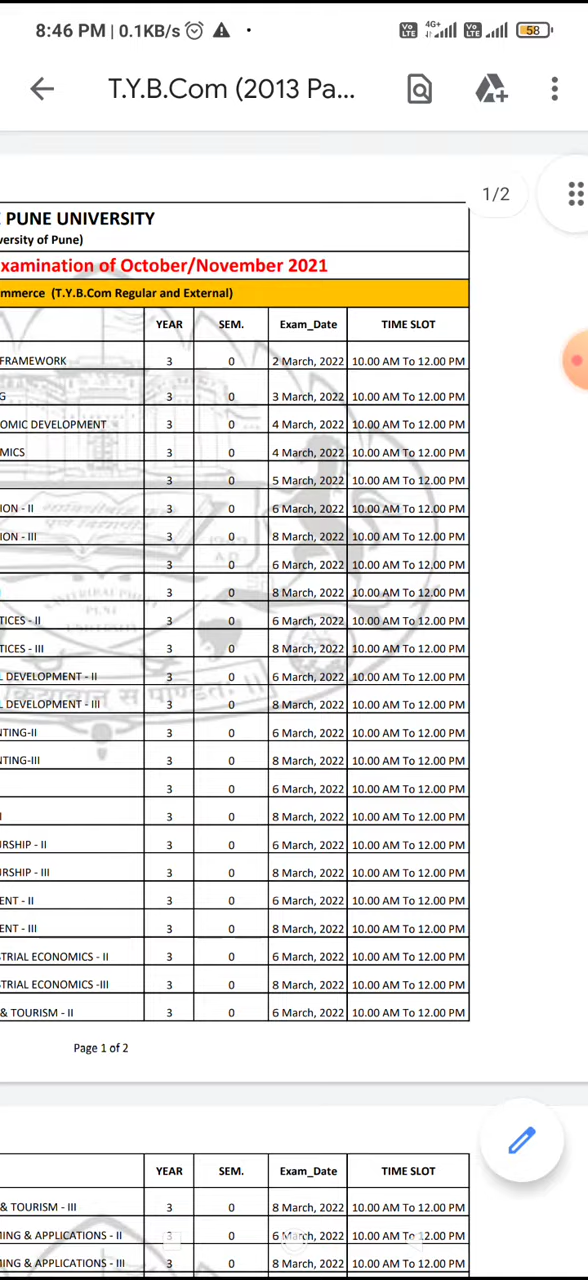 8:46 PM | 0.1KB/s
Vo LTE 4G+ Vo LTE 58
T.Y.B.Com (2013 Pa...
1/2
PUNE UNIVERSITY
versity of Pune)
xamination of October/November 2021
mmerce (T.Y.B.Com Regular and External)
YEAR SEM. Exam_Date TIME SLOT
FRAMEWORK 3 0 2 March, 2022 10.00 AM To 12.00 PM
G 3 0 3 March, 2022 10.00 AM To 12.00 PM
OMIC DEVELOPMENT 3 0 4 March, 2022 10.00 AM To 12.00 PM
MICS 3 0 4 March, 2022 10.00 AM To 12.00 PM
3 0 5 March, 2022 10.00 AM To 12.00 PM
ION - II 3 0 6 March, 2022 10.00 AM To 12.00 PM
ION - III 3 0 8 March, 2022 10.00 AM To 12.00 PM
3 0 6 March, 2022 10.00 AM To 12.00 PM
3 0 8 March, 2022 10.00 AM To 12.00 PM
TICES - II 3 0 6 March, 2022 10.00 AM To 12.00 PM
TICES - III 3 0 8 March, 2022 10.00 AM To 12.00 PM
L DEVELOPMENT - II 3 0 6 March, 2022 10.00 AM To 12.00 PM
L DEVELOPMENT - III 3 0 8 March, 2022 10.00 AM To 12.00 PM
NTING-II 3 0 6 March, 2022 10.00 AM To 12.00 PM
NTING-III 3 0 8 March, 2022 10.00 AM To 12.00 PM
3 0 6 March, 2022 10.00 AM To 12.00 PM
I 3 0 8 March, 2022 10.00 AM To 12.00 PM
RSHIP - II 3 0 6 March, 2022 10.00 AM To 12.00 PM
RSHIP - III 3 0 8 March, 2022 10.00 AM To 12.00 PM
ENT - II 3 0 6 March, 2022 10.00 AM To 12.00 PM
ENT - III 3 0 8 March, 2022 10.00 AM To 12.00 PM
TRIAL ECONOMICS - II 3 0 6 March, 2022 10.00 AM To 12.00 PM
TRIAL ECONOMICS -III 3 0 8 March, 2022 10.00 AM To 12.00 PM
& TOURISM - II 3 0 6 March, 2022 10.00 AM To 12.00 PM
Page 1 of 2
YEAR SEM. Exam_Date TIME SLOT
& TOURISM - III 3 0 8 March, 2022 10.00 AM To 12.00 PM
ING & APPLICATIONS - II 3 0 6 March, 2022 10.00 AM To 12.00 PM
ING & APPLICATIONS - III 3 0 8 March, 2022 10.00 AM To 12.00 PM